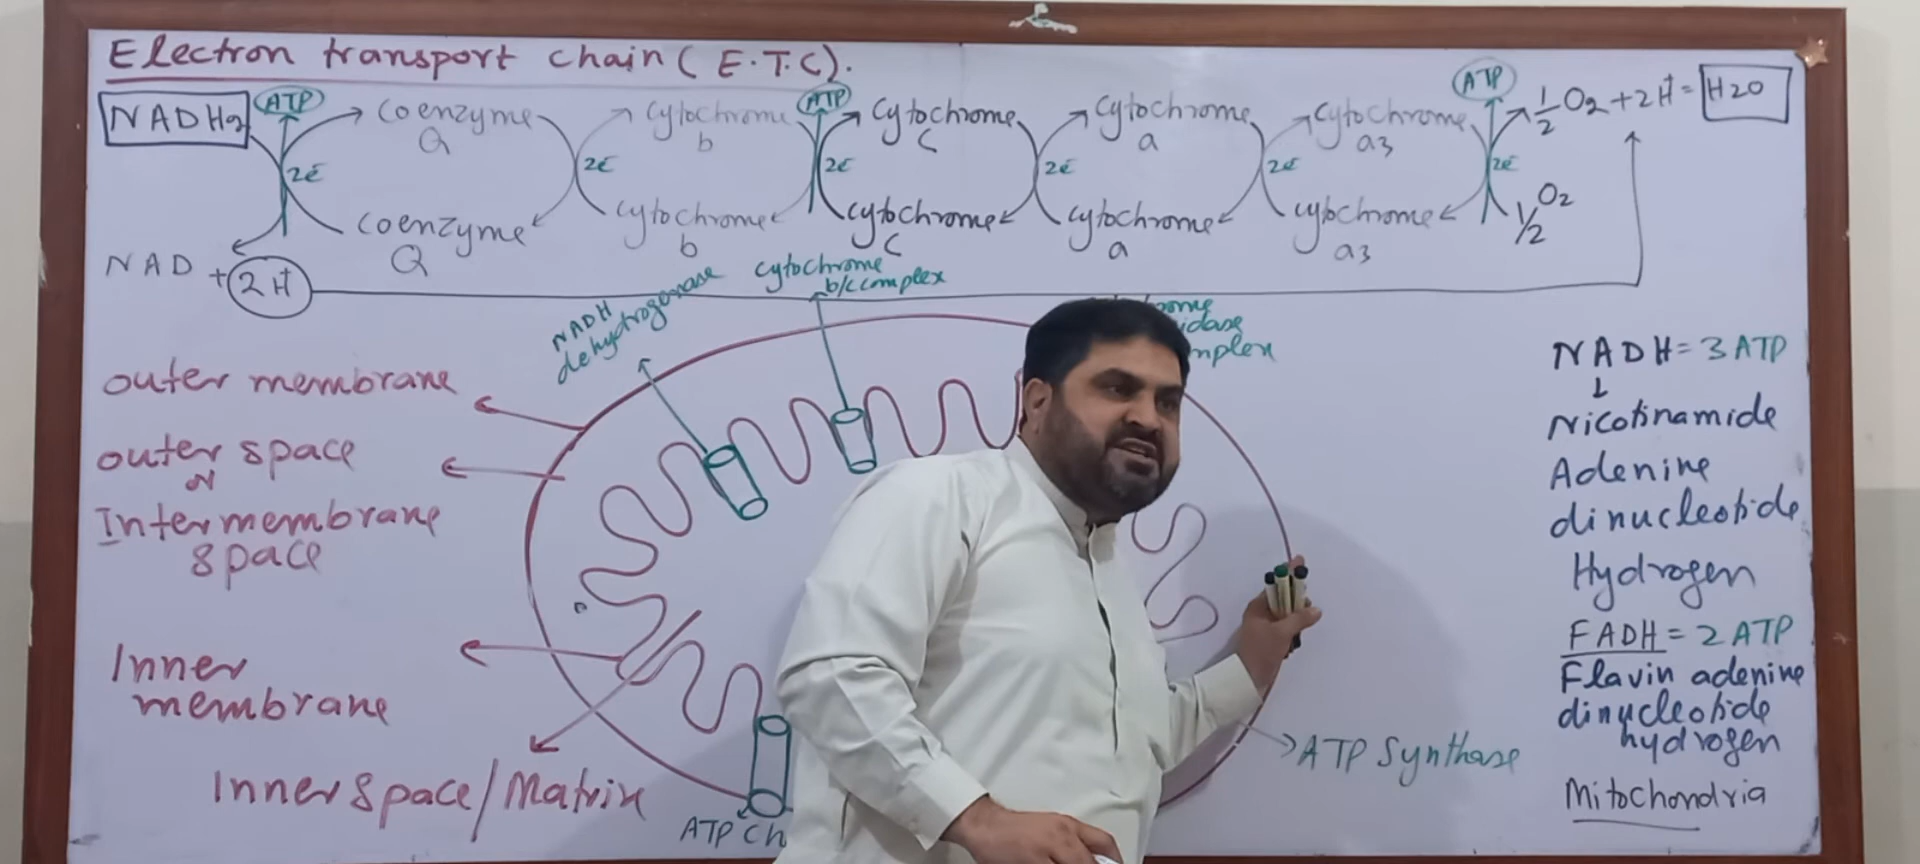 Electron transport chain (E.T.C).
NADH2 ATP Coenzyme Q Cytochrome b ATP Cytochrome C Cytochrome a Cytochrome a3 ATP 1/2 O2 + 2H+ = H2O
2e 2e 2e 2e 2e 2e
Coenzyme Q Cytochrome b Cytochrome C Cytochrome a Cytochrome a3 1/2 O2
NAD + 2H+
NADH dehydrogenase
Cytochrome b/c complex
outer membrane
outer space
or
Intermembrane space
Inner membrane
Inner space/Matrix
ATP Synthase
NADH = 3 ATP
Nicotinamide
Adenine
dinucleotide
Hydrogen
FADH = 2 ATP
Flavin adenine
dinucleotide
hydrogen
Mitochondria